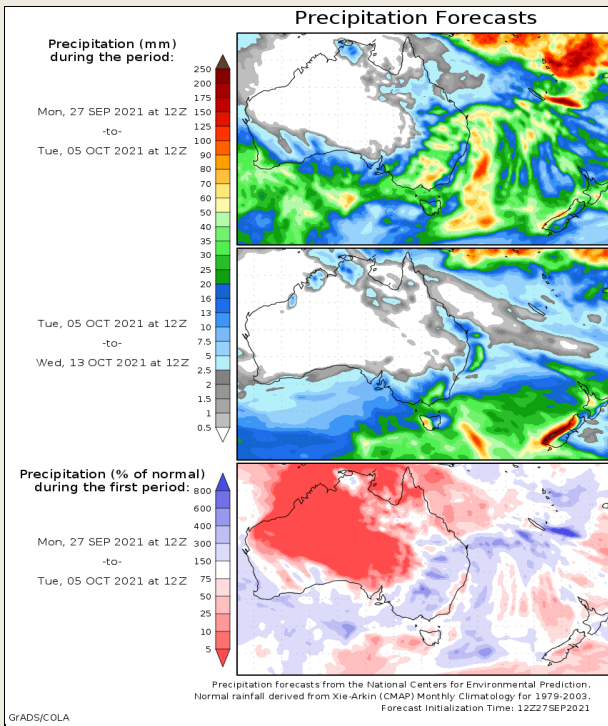 Precipitation Forecasts
Precipitation (mm)
during the period:
Mon, 27 SEP 2021 at 12Z
-to-
Tue, 05 OCT 2021 at 12Z
250
200
175
150
125
100
90
80
70
60
50
40
35
30
25
20
16
13
10
7.5
5
2.5
2
1.5
1
0.5
Tue, 05 OCT 2021 at 12Z
-to-
Wed, 13 OCT 2021 at 12Z
Precipitation (% of normal)
during the first period:
Mon, 27 SEP 2021 at 12Z
-to-
Tue, 05 OCT 2021 at 12Z
800
600
400
300
150
75
50
25
10
5
Precipitation forecasts from the National Centers for Environmental Prediction.
Normal rainfall derived from Xie-Arkin (CMAP) Monthly Climatology for 1979-2003.
Forecast Initialization Time: 12Z27SEP2021
GrADS/COLA